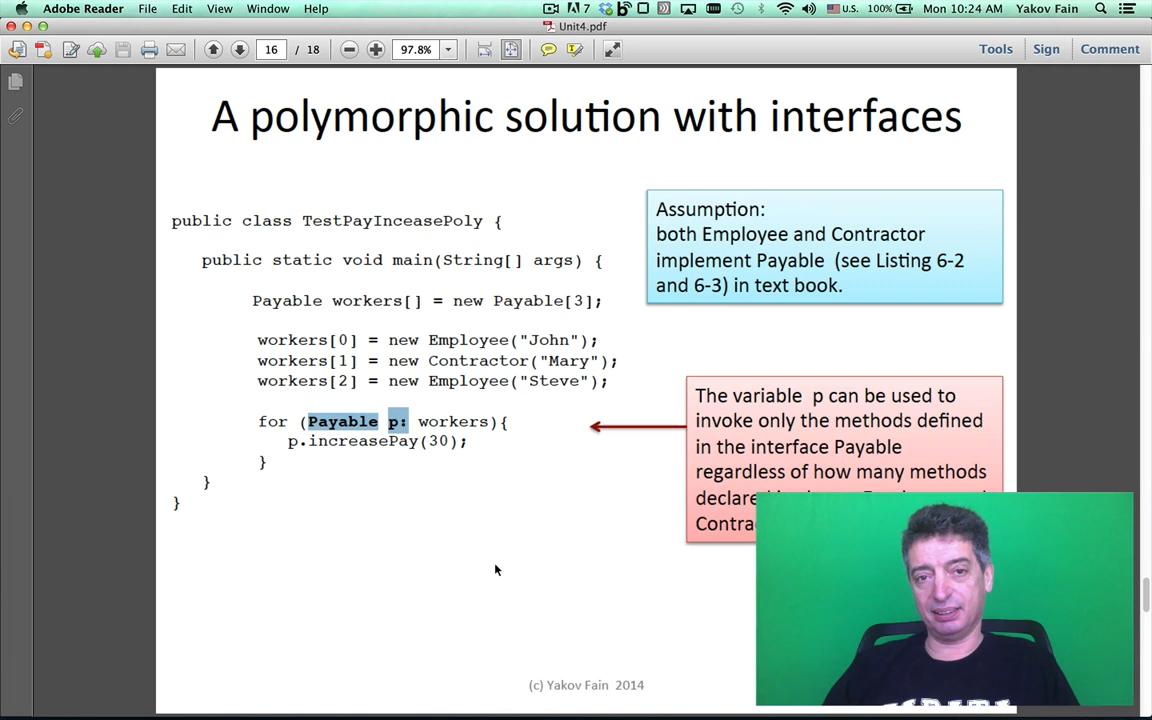 Adobe Reader File Edit View Window Help 7 U.S. 100% Mon 10:24 AM Yakov Fain
Unit4.pdf
16 / 18 97.8% Tools Sign Comment
A polymorphic solution with interfaces
public class TestPayInceasePoly {
public static void main(String[] args) {
Payable workers[] = new Payable[3];
workers[0] = new Employee("John");
workers[1] = new Contractor("Mary");
workers[2] = new Employee("Steve");
for (Payable p: workers){
p.increasePay(30);
}
}
}
Assumption:
both Employee and Contractor
implement Payable (see Listing 6-2
and 6-3) in text book.
The variable p can be used to
invoke only the methods defined
in the interface Payable
regardless of how many methods
(c) Yakov Fain 2014